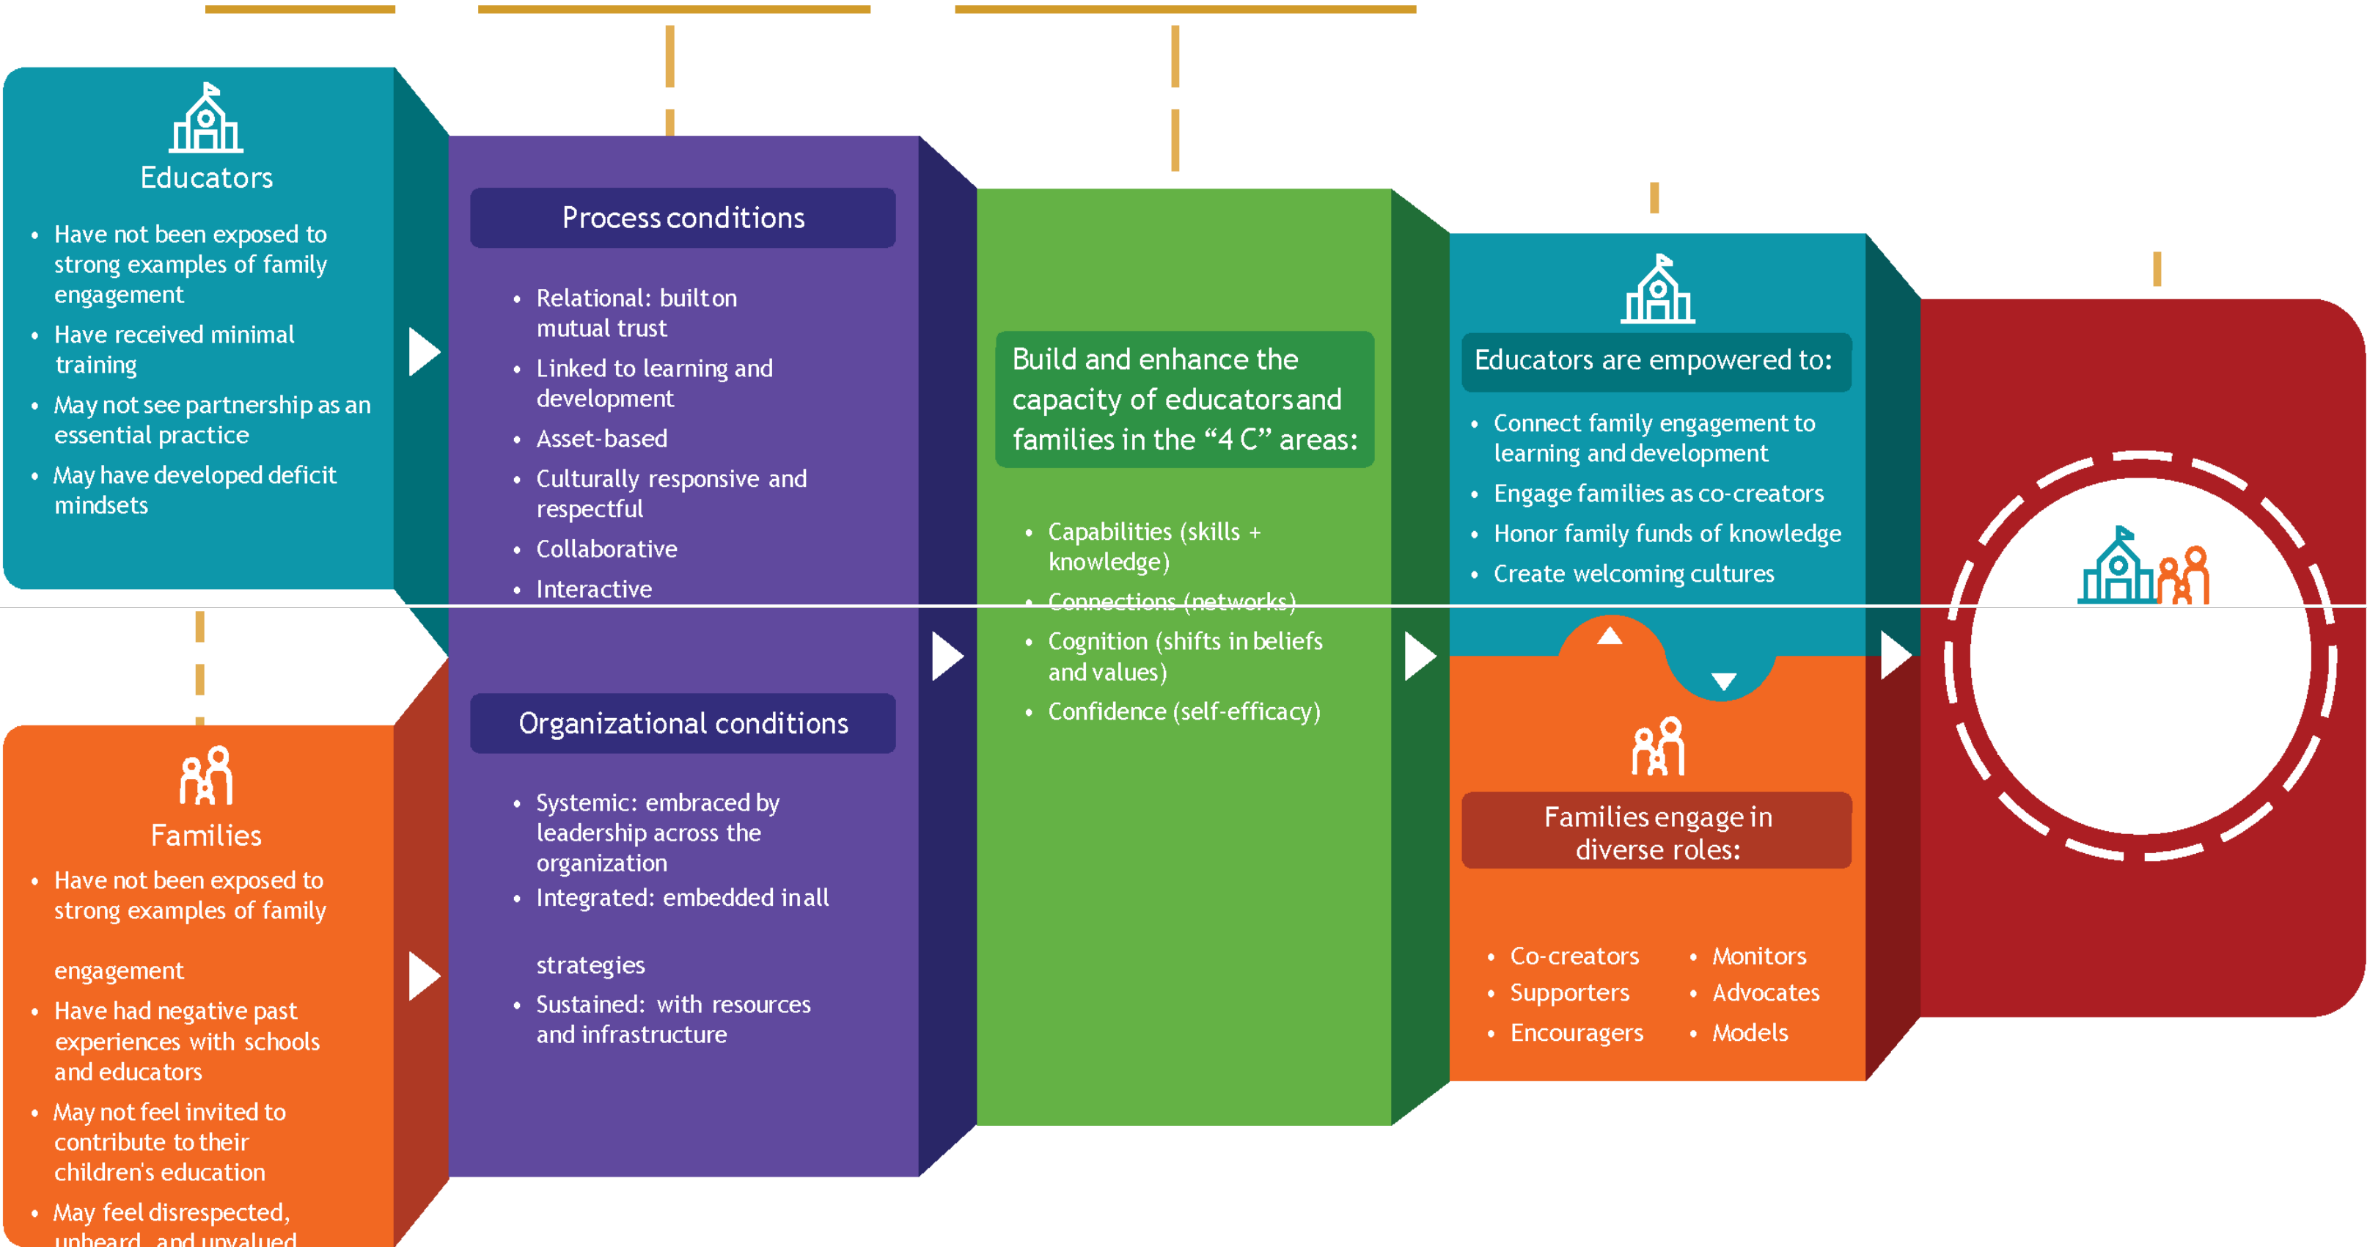 Educators
• Have not been exposed to
strong examples of family
engagement
• Have received minimal
training
• May not see partnership as an
essential practice
• May have developed deficit
mindsets
Families
• Have not been exposed to
strong examples of family
engagement
• Have had negative past
experiences with schools
and educators
• May not feel invited to
contribute to their
children's education
• May feel disrespected,
unheard, and unvalued
Process conditions
• Relational: built on
mutual trust
• Linked to learning and
development
• Asset-based
• Culturally responsive and
respectful
• Collaborative
• Interactive
Organizational conditions
• Systemic: embraced by
leadership across the
organization
• Integrated: embedded in all
strategies
• Sustained: with resources
and infrastructure
Build and enhance the
capacity of educators and
families in the “4 C” areas:
• Capabilities (skills +
knowledge)
• Connections (networks)
• Cognition (shifts in beliefs
and values)
• Confidence (self-efficacy)
Educators are empowered to:
• Connect family engagement to
learning and development
• Engage families as co-creators
• Honor family funds of knowledge
• Create welcoming cultures
Families engage in
diverse roles:
• Co-creators
• Supporters
• Encouragers
• Monitors
• Advocates
• Models